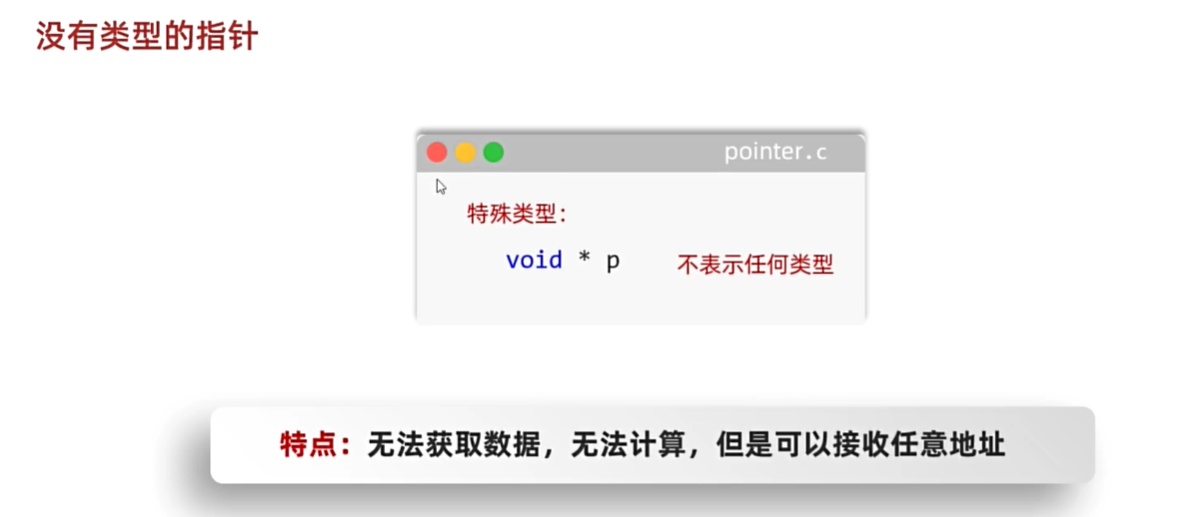 没有类型的指针
pointer.c
特殊类型：
void * p 不表示任何类型
特点：无法获取数据，无法计算，但是可以接收任意地址